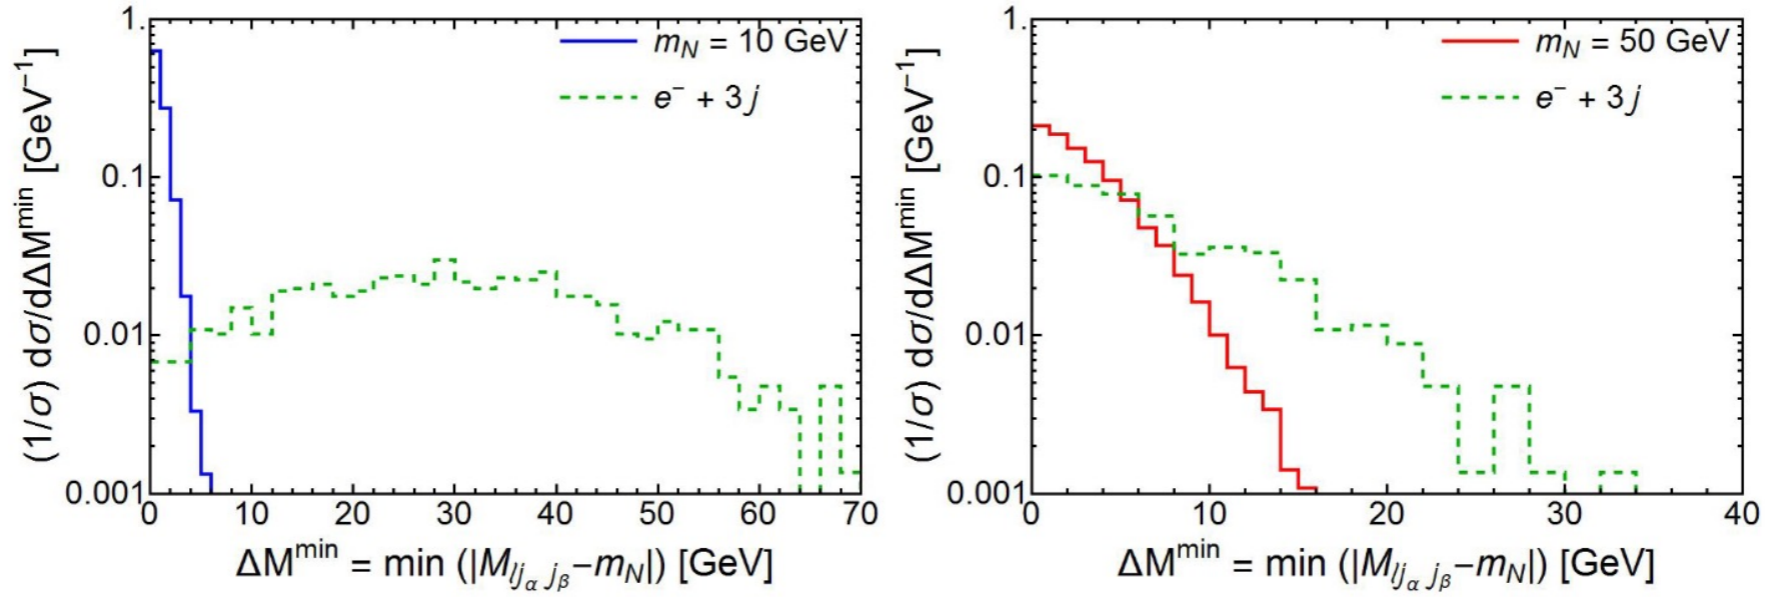 (1/σ) dσ/dΔM^min [GeV⁻¹]
1.
0.1
0.01
0.001
m_N = 10 GeV
e⁻ + 3 j
0 10 20 30 40 50 60 70
ΔM^min = min (|M_{lj_α j_β}−m_N|) [GeV]
(1/σ) dσ/dΔM^min [GeV⁻¹]
1.
0.1
0.01
0.001
m_N = 50 GeV
e⁻ + 3 j
0 10 20 30 40
ΔM^min = min (|M_{lj_α j_β}−m_N|) [GeV]